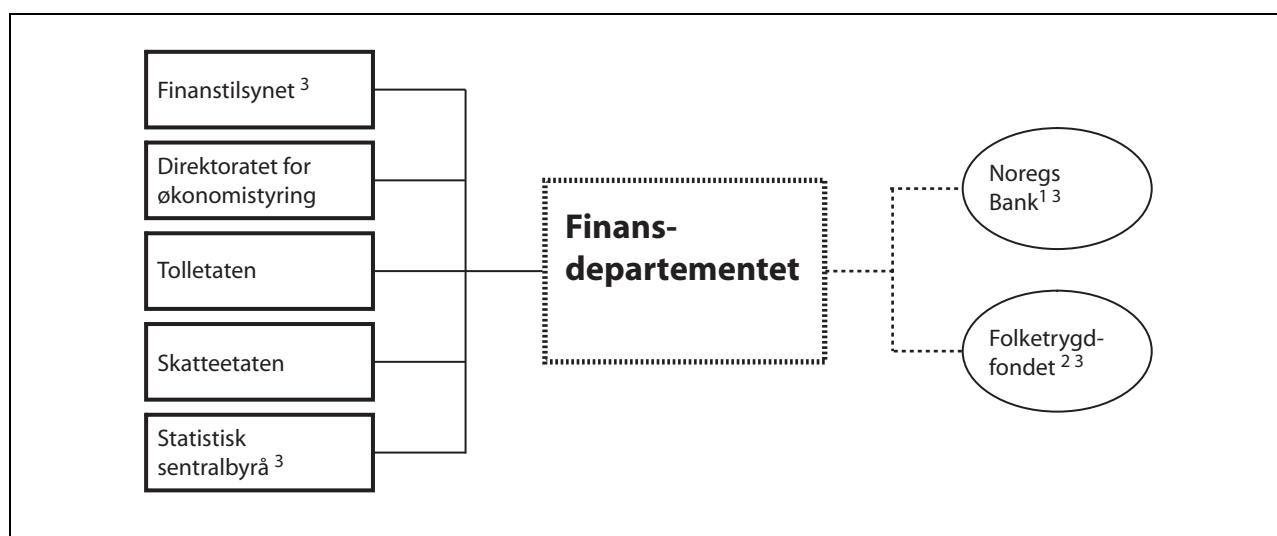 Finanstilsynet 3
Direktoratet for
økonomistyring
Tolletaten
Skatteetaten
Statistisk
sentralbyrå 3
Finans-
departementet
Noregs
Bank1 3
Folketrygd-
fondet 2 3